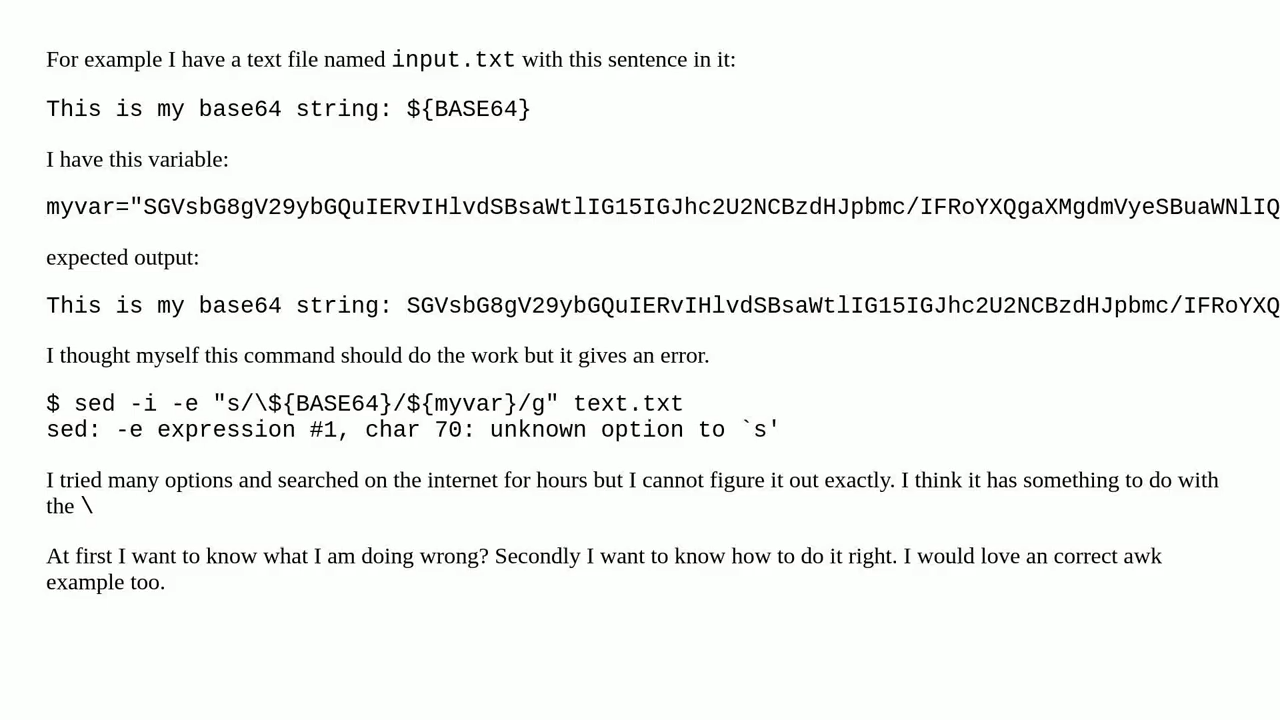 For example I have a text file named input.txt with this sentence in it:
This is my base64 string: ${BASE64}
I have this variable:
myvar="SGVsbG8gV29ybGQuIERvIHlvdSBsaWtlIG15IGJhc2U2NCBzdHJpbmc/IFRoYXQgaXMgdmVyeSBuaWNlIQ
expected output:
This is my base64 string: SGVsbG8gV29ybGQuIERvIHlvdSBsaWtlIG15IGJhc2U2NCBzdHJpbmc/IFRoYXQ
I thought myself this command should do the work but it gives an error.
$ sed -i -e "s/\${BASE64}/${myvar}/g" text.txt
sed: -e expression #1, char 70: unknown option to `s'
I tried many options and searched on the internet for hours but I cannot figure it out exactly. I think it has something to do with
the \
At first I want to know what I am doing wrong? Secondly I want to know how to do it right. I would love an correct awk
example too.